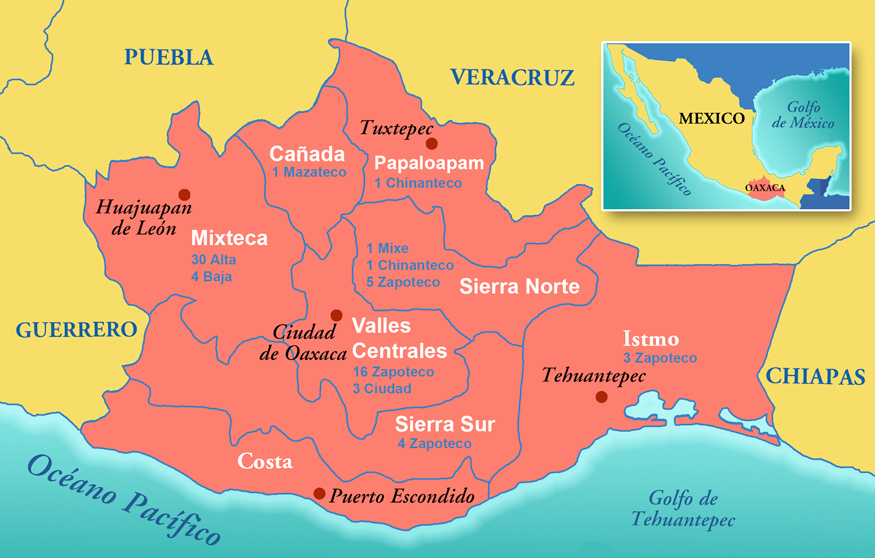 PUEBLA
VERACRUZ
MEXICO
Golfo
de México
Océano Pacífico
OAXACA
Tuxtepec
Cañada
1 Mazateco
Papaloapam
1 Chinanteco
Huajuapan
de León
Mixteca
30 Alta
4 Baja
1 Mixe
1 Chinanteco
5 Zapoteco
Sierra Norte
GUERRERO
Ciudad
de Oaxaca
Valles
Centrales
16 Zapoteco
3 Ciudad
Istmo
3 Zapoteco
Tehuantepec
CHIAPAS
Sierra Sur
4 Zapoteco
Costa
Puerto Escondido
Océano Pacífico
Golfo de
Tehuantepec